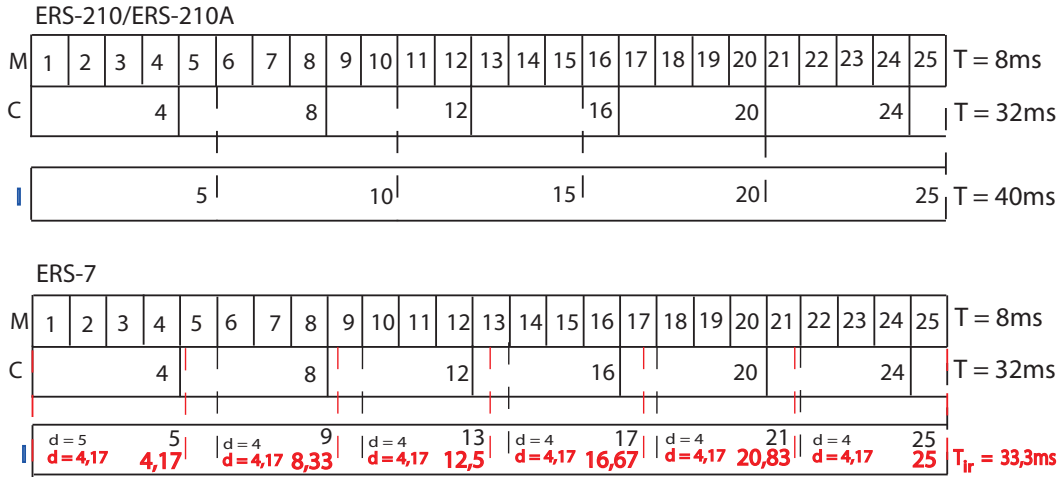 ERS-210/ERS-210A
M 1 2 3 4 5 6 7 8 9 10 11 12 13 14 15 16 17 18 19 20 21 22 23 24 25 T = 8ms
C 4 8 12 16 20 24 T = 32ms
I 5 10 15 20 25 T = 40ms
ERS-7
M 1 2 3 4 5 6 7 8 9 10 11 12 13 14 15 16 17 18 19 20 21 22 23 24 25 T = 8ms
C 4 8 12 16 20 24 T = 32ms
I d = 5 5 d = 4 9 d = 4 13 d = 4 17 d = 4 21 d = 4 25
d = 4,17 4,17 d = 4,17 8,33 d = 4,17 12,5 d = 4,17 16,67 d = 4,17 20,83 d = 4,17 25 Tir = 33,3ms